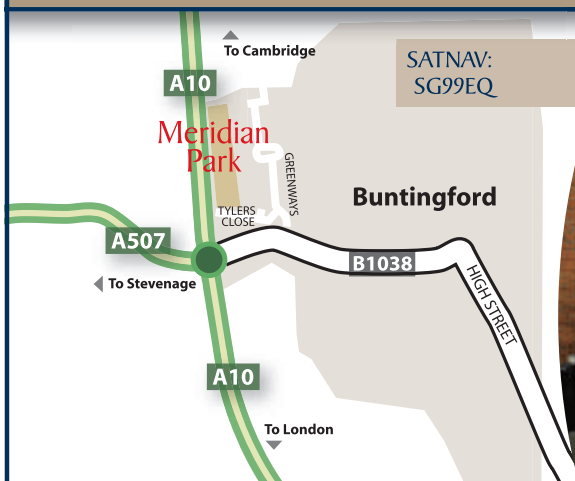 To Cambridge
SATNAV:
SG99EQ
A10
Meridian
Park
GREENWAYS
Buntingford
TYLERS
CLOSE
A507
B1038
To Stevenage
HIGH STREET
A10
To London